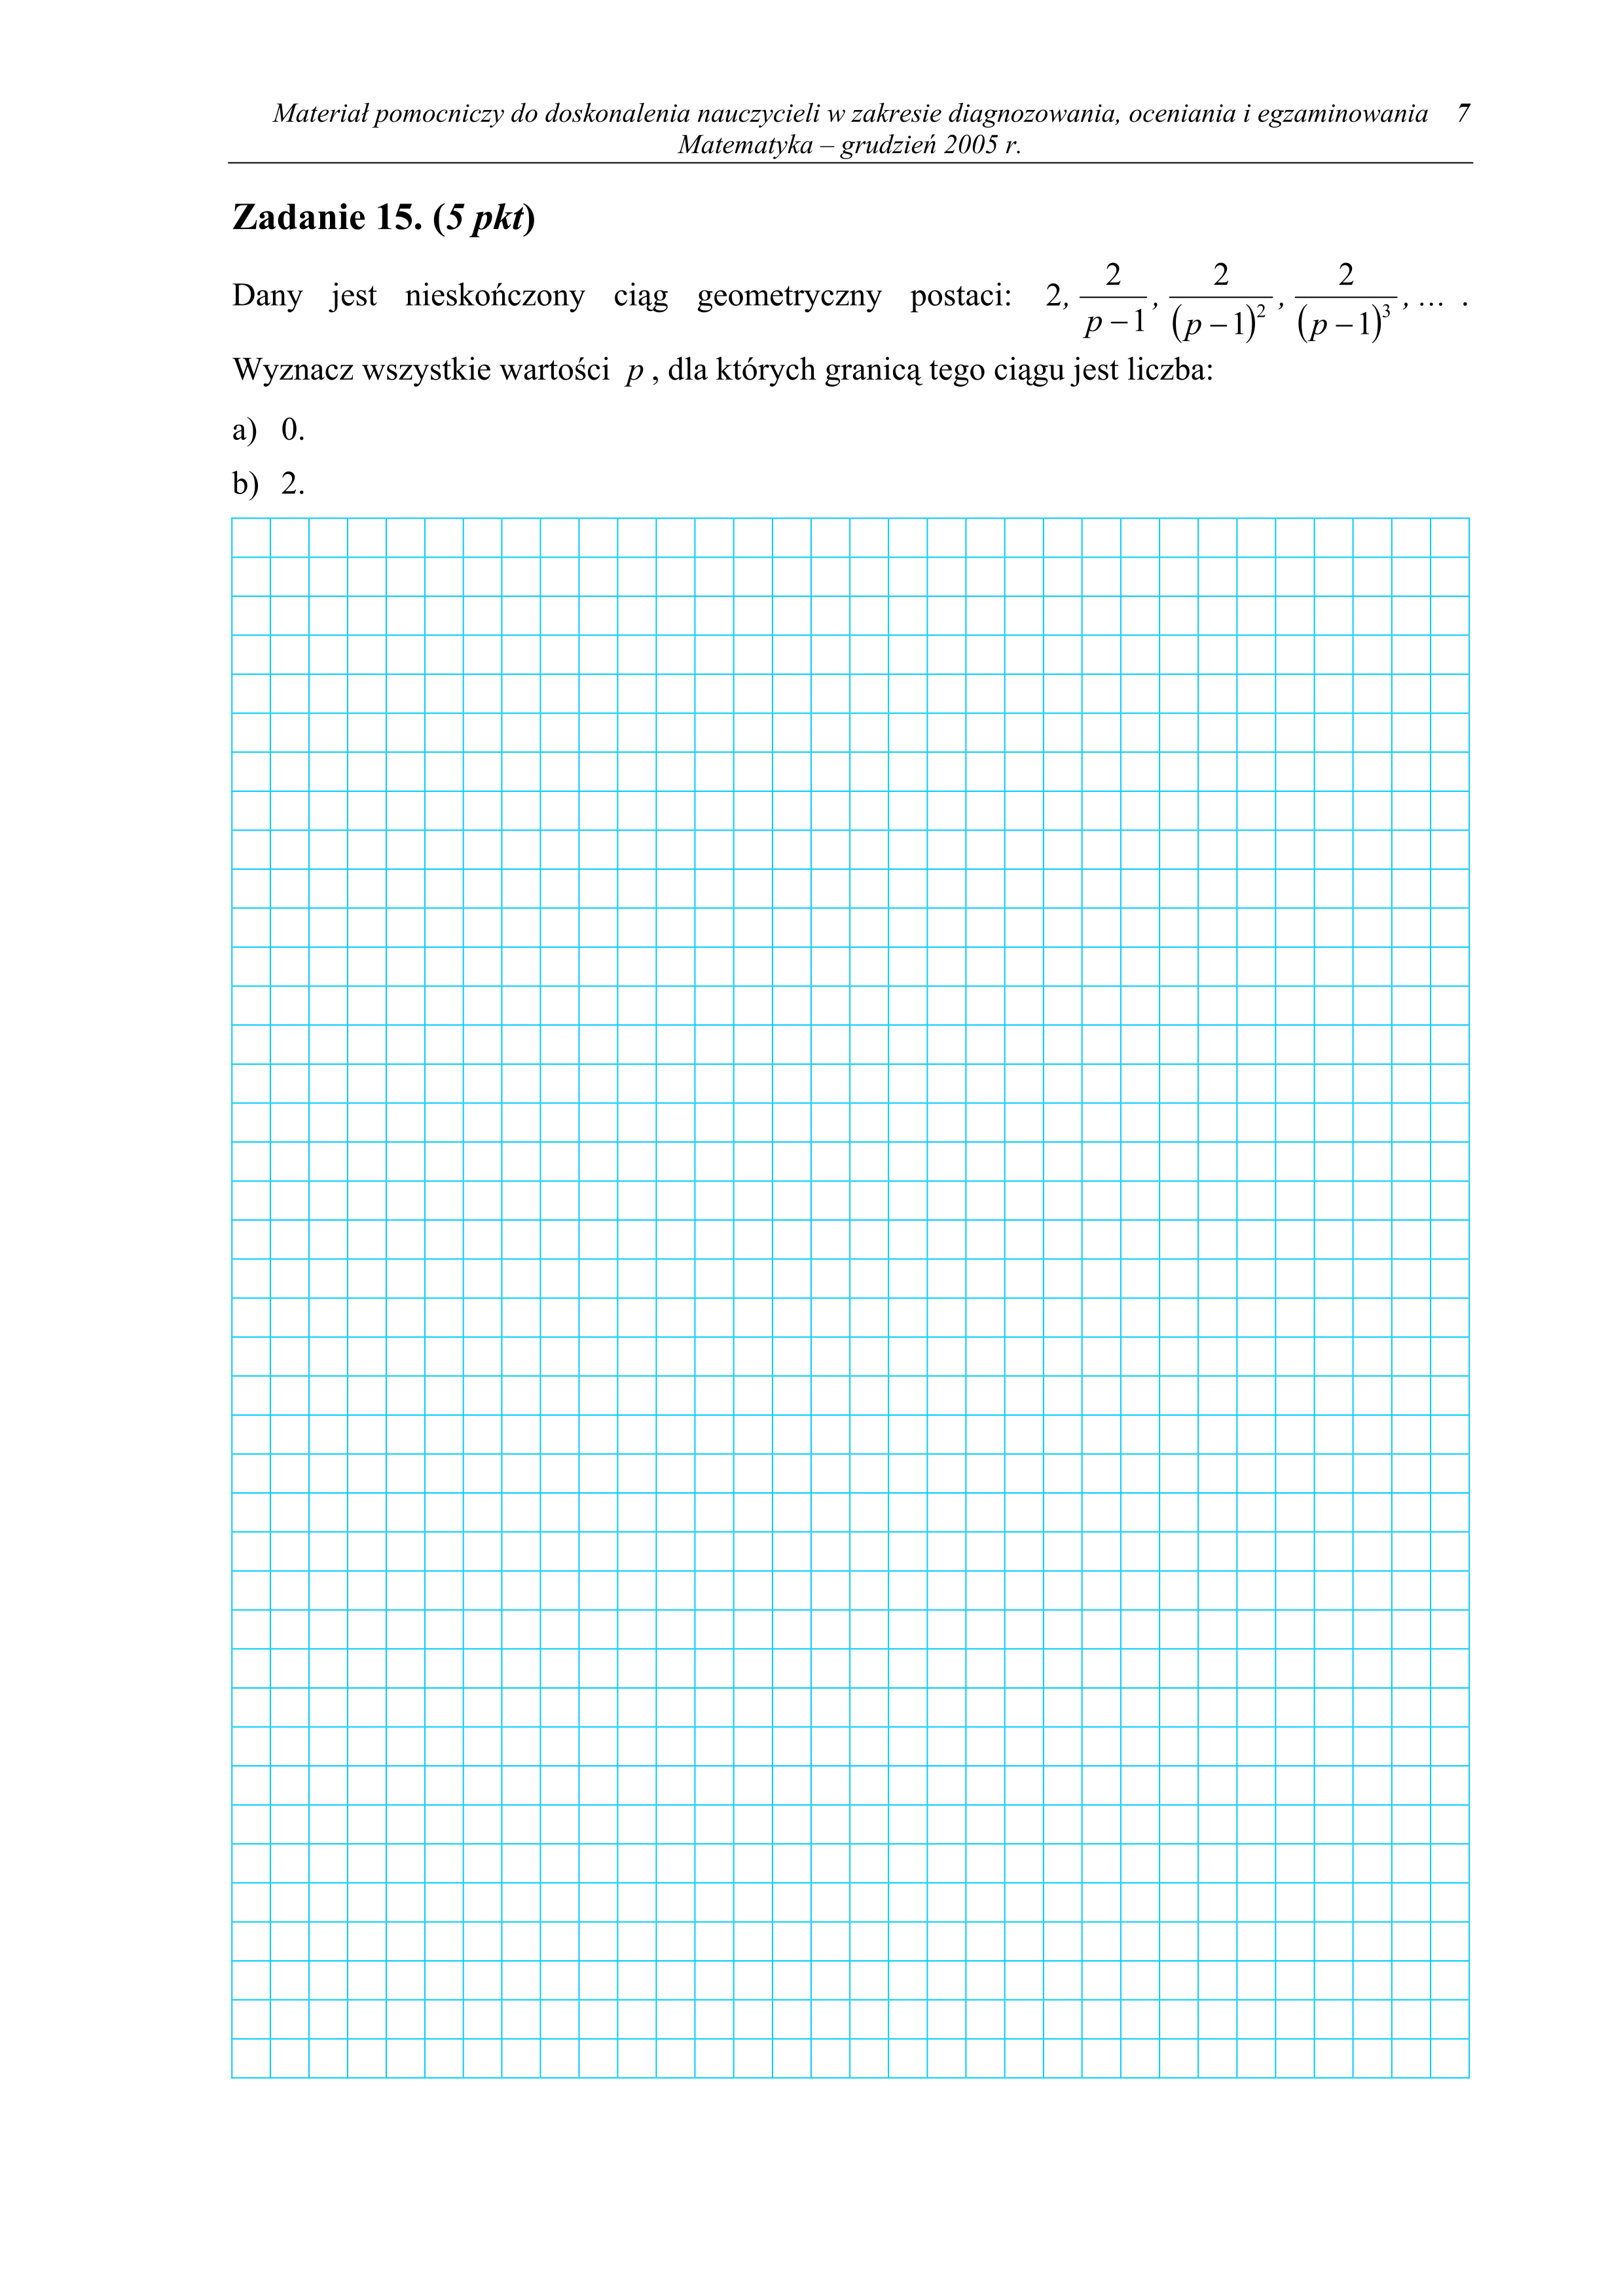 Materiał pomocniczy do doskonalenia nauczycieli w zakresie diagnozowania, oceniania i egzaminowania 7
Matematyka – grudzień 2005 r.
Zadanie 15. (5 pkt)
Dany jest nieskończony ciąg geometryczny postaci: 2, \frac{2}{p-1}, \frac{2}{(p-1)^2}, \frac{2}{(p-1)^3}, ... .
Wyznacz wszystkie wartości p , dla których granicą tego ciągu jest liczba:
a) 0.
b) 2.